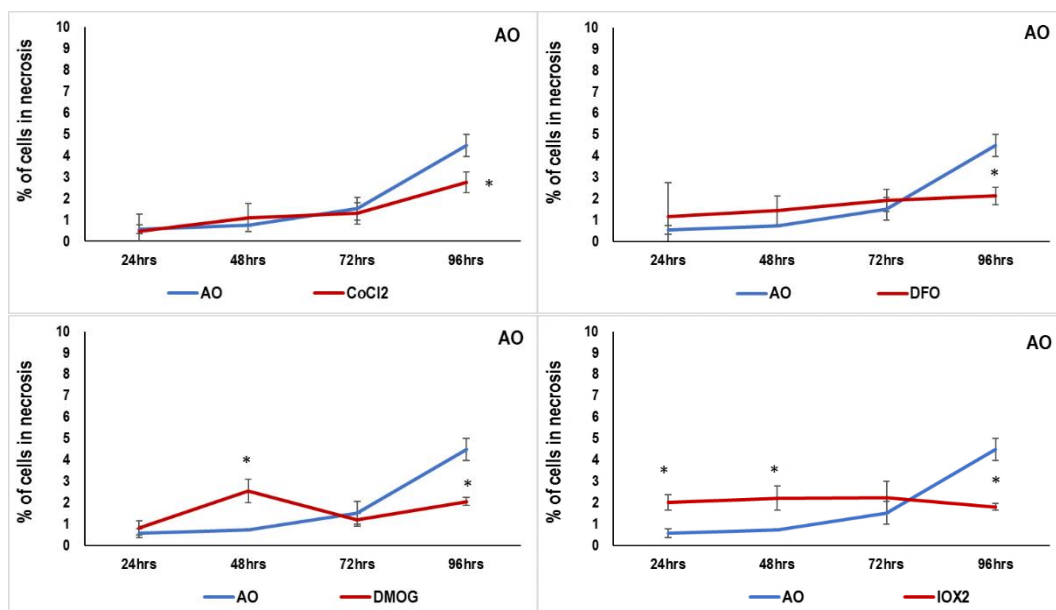 AO
% of cells in necrosis
10
9
8
7
6
5
4
3
2
1
0
*
24hrs 48hrs 72hrs 96hrs
AO CoCl2
AO
% of cells in necrosis
10
9
8
7
6
5
4
3
2
1
0
*
24hrs 48hrs 72hrs 96hrs
AO DFO
AO
% of cells in necrosis
10
9
8
7
6
5
4
3
2
1
0
* *
24hrs 48hrs 72hrs 96hrs
AO DMOG
AO
% of cells in necrosis
10
9
8
7
6
5
4
3
2
1
0
* * *
24hrs 48hrs 72hrs 96hrs
AO IOX2